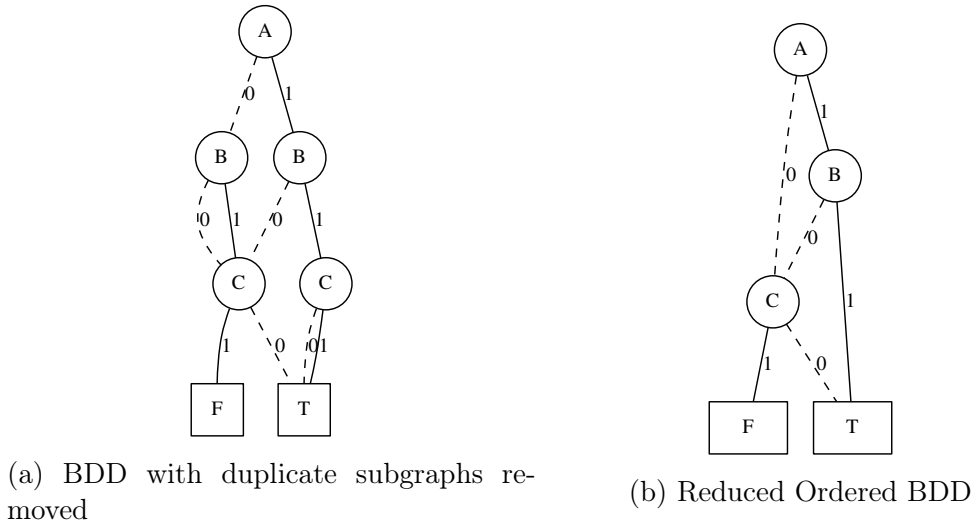 A
0
1
B
B
0
1
0
1
C
C
1
0
0
1
F
T
(a) BDD with duplicate subgraphs re-
moved
A
1
0
B
0
C
1
1
0
F
T
(b) Reduced Ordered BDD